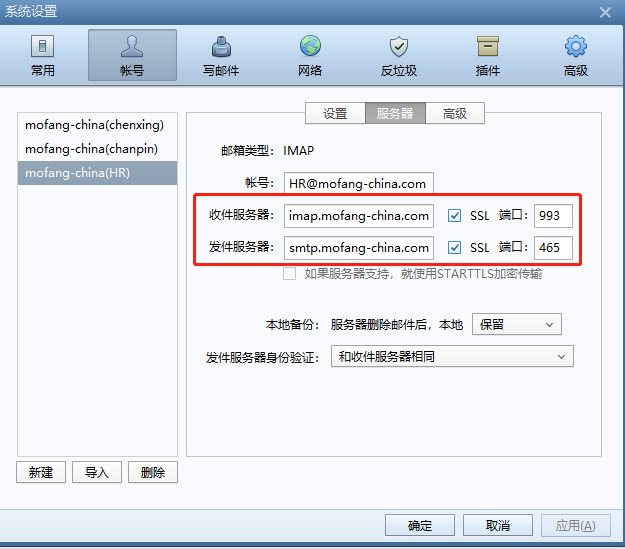 系统设置
常用 帐号 写邮件 网络 反垃圾 插件 高级
mofang-china(chenxing)
mofang-china(chanpin)
mofang-china(HR)
设置 服务器 高级
邮箱类型： IMAP
帐号： HR@mofang-china.com
收件服务器： imap.mofang-china.com SSL 端口： 993
发件服务器： smtp.mofang-china.com SSL 端口： 465
如果服务器支持，就使用STARTTLS加密传输
本地备份： 服务器删除邮件后，本地 保留
发件服务器身份验证： 和收件服务器相同
新建 导入 删除
确定 取消 应用(A)